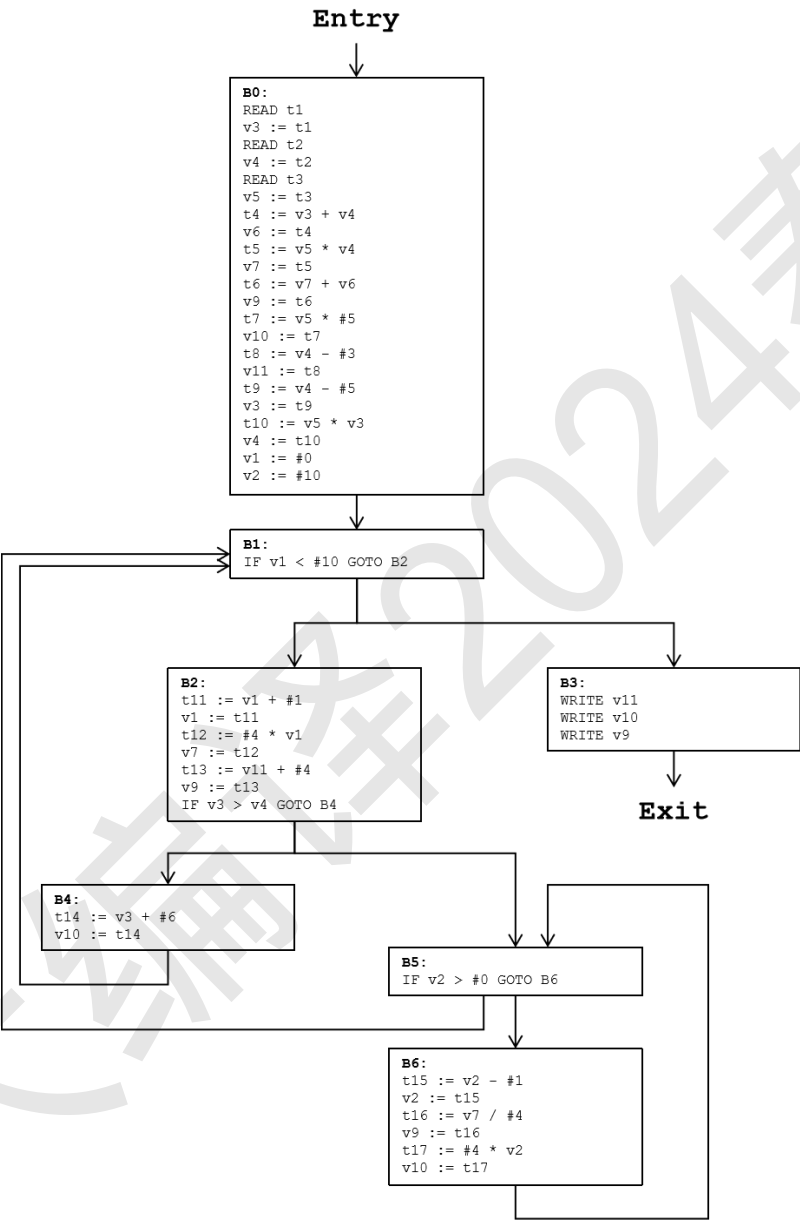 Entry
B0:
READ t1
v3 := t1
READ t2
v4 := t2
READ t3
v5 := t3
t4 := v3 + v4
v6 := t4
t5 := v5 * v4
v7 := t5
t6 := v7 + v6
v9 := t6
t7 := v5 * #5
v10 := t7
t8 := v4 - #3
v11 := t8
t9 := v4 - #5
v3 := t9
t10 := v5 * v3
v4 := t10
v1 := #0
v2 := #10
B1:
IF v1 < #10 GOTO B2
B2:
t11 := v1 + #1
v1 := t11
t12 := #4 * v1
v7 := t12
t13 := v11 + #4
v9 := t13
IF v3 > v4 GOTO B4
B3:
WRITE v11
WRITE v10
WRITE v9
Exit
B4:
t14 := v3 + #6
v10 := t14
B5:
IF v2 > #0 GOTO B6
B6:
t15 := v2 - #1
v2 := t15
t16 := v7 / #4
v9 := t16
t17 := #4 * v2
v10 := t17
编译2024